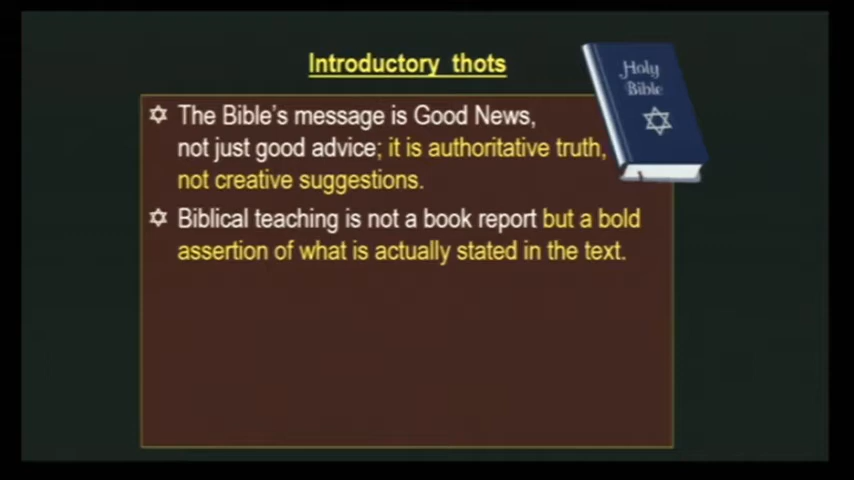 Introductory thots
The Bible's message is Good News,
not just good advice; it is authoritative truth,
not creative suggestions.
Biblical teaching is not a book report but a bold
assertion of what is actually stated in the text.
Holy
Bible